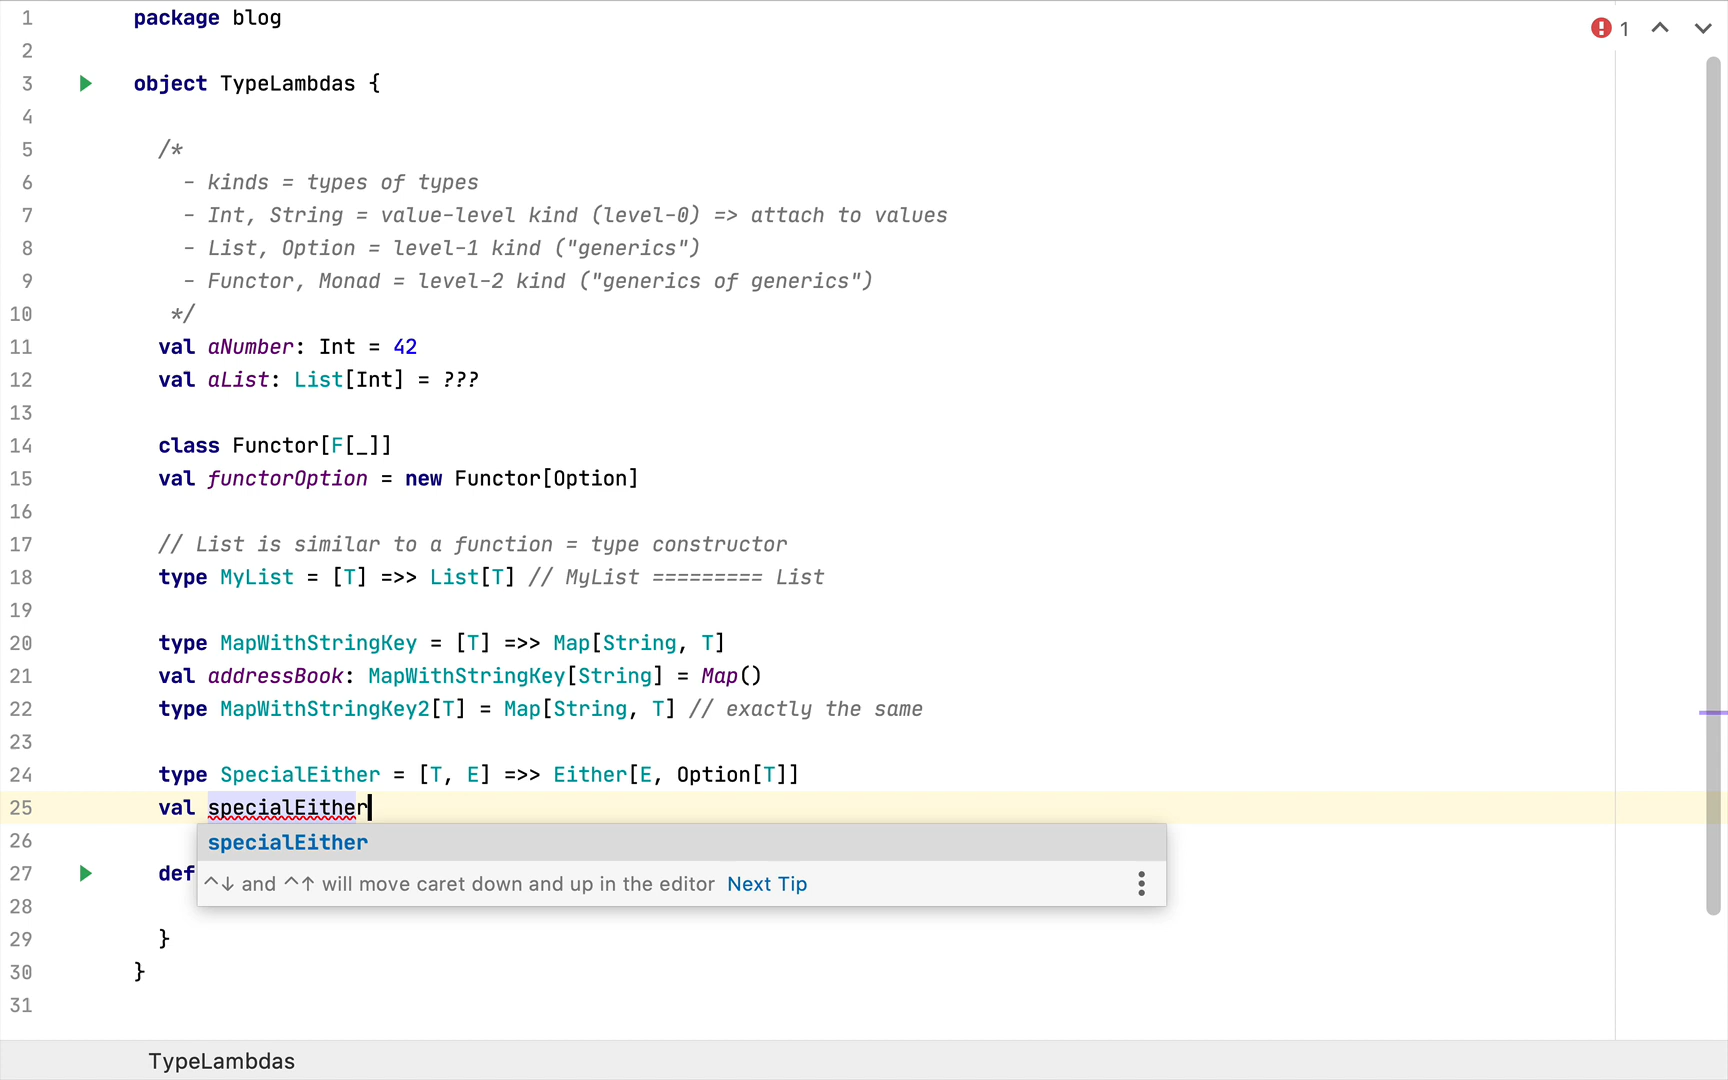 1 package blog
2
3 object TypeLambdas {
4
5 /*
6 - kinds = types of types
7 - Int, String = value-level kind (level-0) => attach to values
8 - List, Option = level-1 kind ("generics")
9 - Functor, Monad = level-2 kind ("generics of generics")
10 */
11 val aNumber: Int = 42
12 val aList: List[Int] = ???
13
14 class Functor[F[_]]
15 val functorOption = new Functor[Option]
16
17 // List is similar to a function = type constructor
18 type MyList = [T] =>> List[T] // MyList ========= List
19
20 type MapWithStringKey = [T] =>> Map[String, T]
21 val addressBook: MapWithStringKey[String] = Map()
22 type MapWithStringKey2[T] = Map[String, T] // exactly the same
23
24 type SpecialEither = [T, E] =>> Either[E, Option[T]]
25 val specialEither
26 specialEither
27 def ^↓ and ^↑ will move caret down and up in the editor Next Tip
28
29 }
30 }
31
TypeLambdas
1